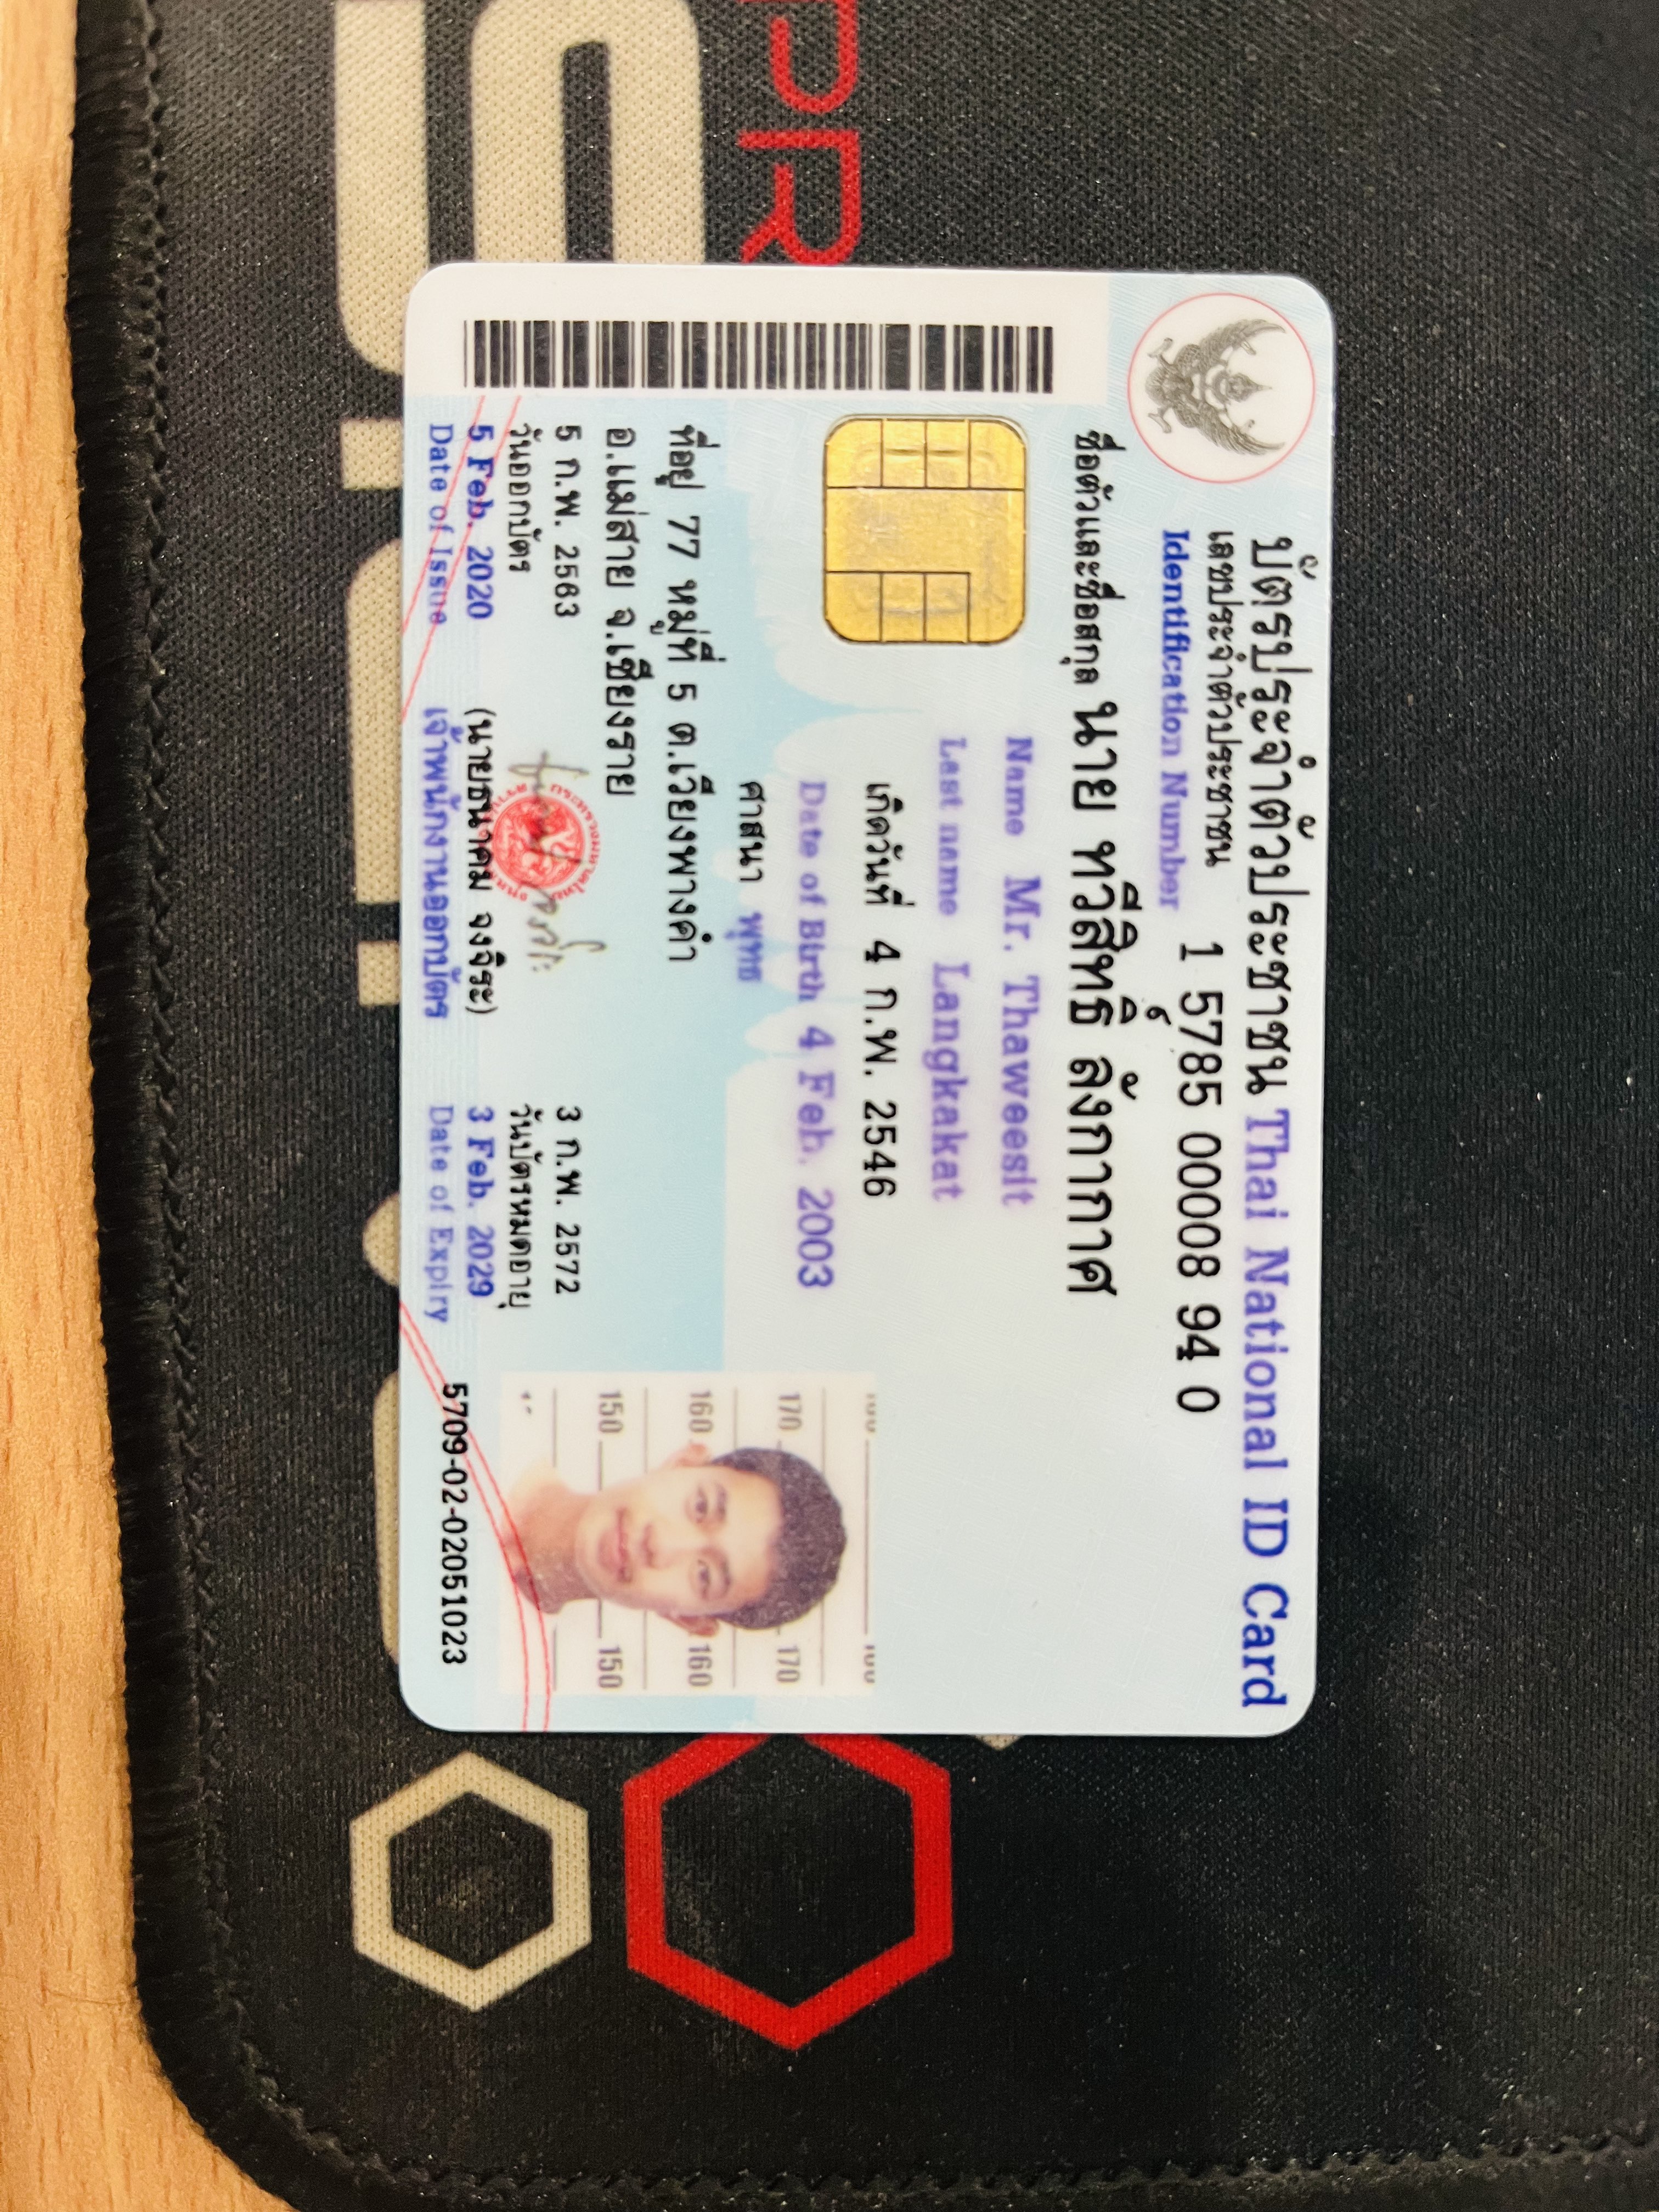 บัตรประจำตัวประชาชน Thai National ID Card
เลขประจำตัวประชาชน 1 5785 00008 94 0
Identification Number
ชื่อตัวและชื่อสกุล นาย ทวีสิทธิ์ ลังกากาศ
Name Mr. Thaweesit
Last name Langkakat
เกิดวันที่ 4 ก.พ. 2546
Date of Birth 4 Feb. 2003
ศาสนา พุทธ
ที่อยู่ 77 หมู่ที่ 5 ต.เวียงพางคำ
อ.แม่สาย จ.เชียงราย
5 ก.พ. 2563
วันออกบัตร
5 Feb. 2020
Date of Issue
(นายธนาคม จงจิระ)
เจ้าพนักงานออกบัตร
3 ก.พ. 2572
วันบัตรหมดอายุ
3 Feb. 2029
Date of Expiry
170 170
160 160
150 150
5709-02-02051023